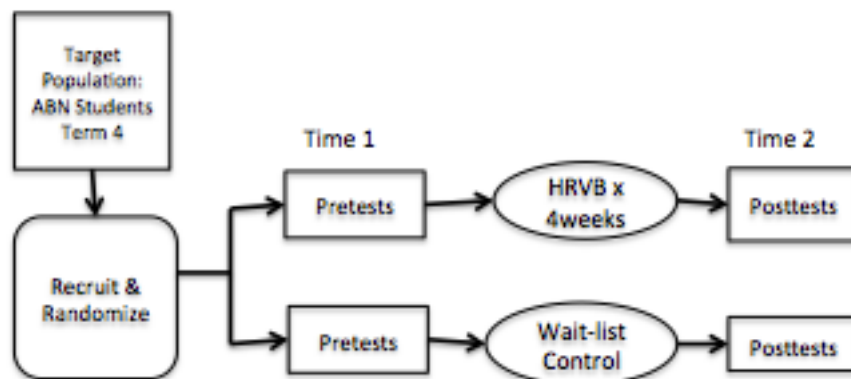 Target
Population:
ABN Students
Term 4
Time 1
Time 2
Pretests
HRVB x
4weeks
Posttests
Recruit &
Randomize
Pretests
Wait-list
Control
Posttests